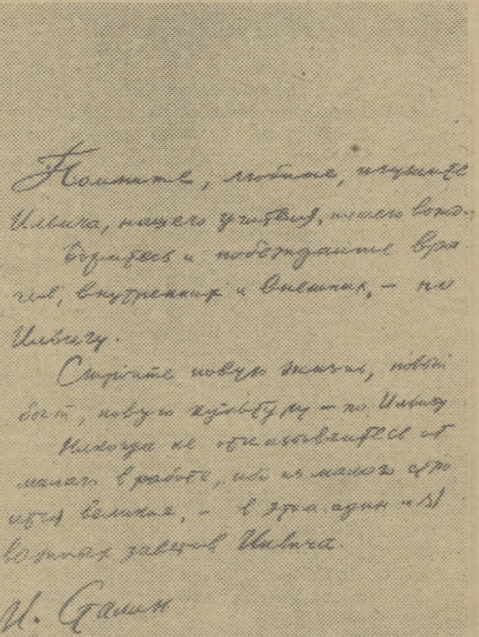 Помните, любите, изучайте
Ильича, нашего учителя, нашего вождя.
Боритесь и побеждайте вра-
гов, внутренних и внешних, – по
Ильичу.
Стройте новую жизнь, новый
быт, новую культуру – по Ильичу
Никогда не отказывайтесь от
малого в работе, ибо из малого стро
ится великое, – в этом один из
важных заветов Ильича.
И. Сталин